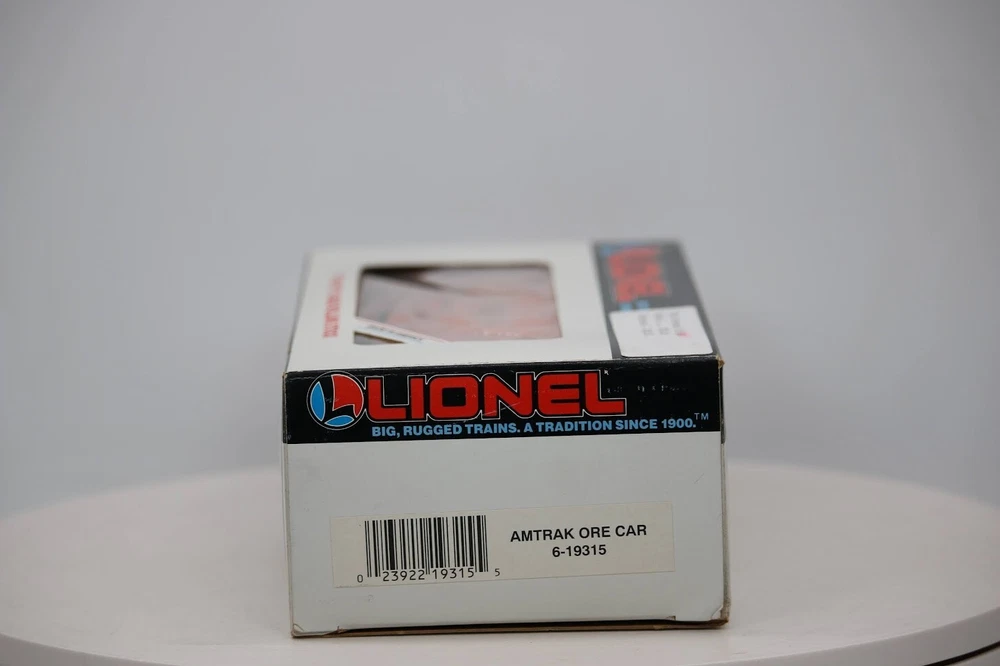 LIONEL
BIG, RUGGED TRAINS. A TRADITION SINCE 1900.™
AMTRAK ORE CAR
6-19315
0 23922 19315 5